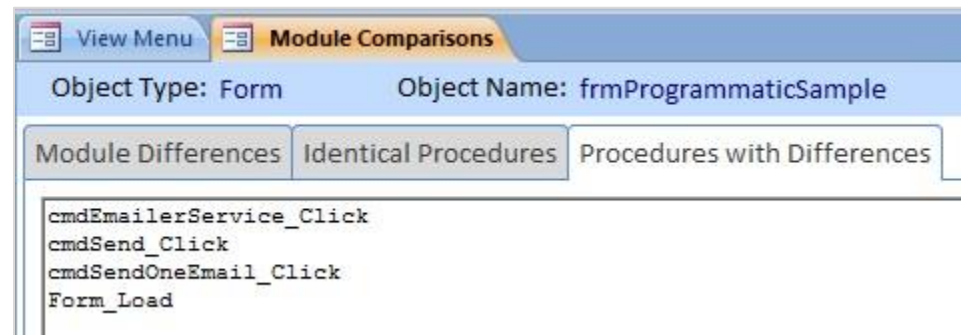 View Menu Module Comparisons
Object Type: Form Object Name: frmProgrammaticSample
Module Differences Identical Procedures Procedures with Differences
cmdEmailerService_Click
cmdSend_Click
cmdSendOneEmail_Click
Form_Load